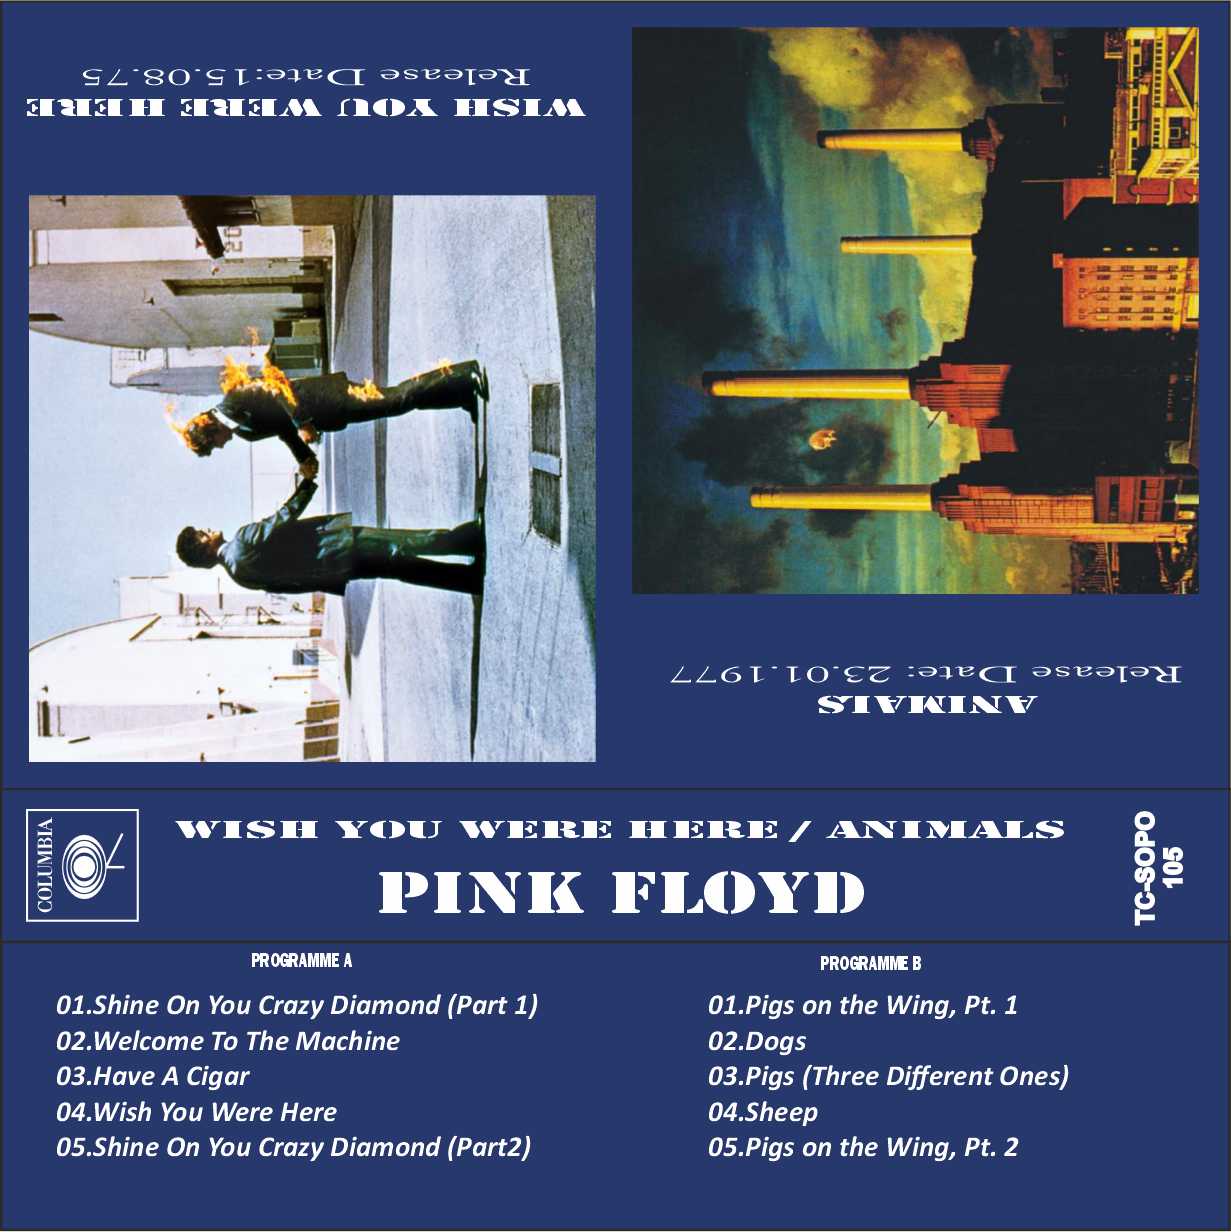 WISH YOU WERE HERE
Release Date:15.08.75
ANIMALS
Release Date: 23.01.1977
COLUMBIA
WISH YOU WERE HERE / ANIMALS
PINK FLOYD
TC-SOPO
105
PROGRAMME A
01.Shine On You Crazy Diamond (Part 1)
02.Welcome To The Machine
03.Have A Cigar
04.Wish You Were Here
05.Shine On You Crazy Diamond (Part2)
PROGRAMME B
01.Pigs on the Wing, Pt. 1
02.Dogs
03.Pigs (Three Different Ones)
04.Sheep
05.Pigs on the Wing, Pt. 2